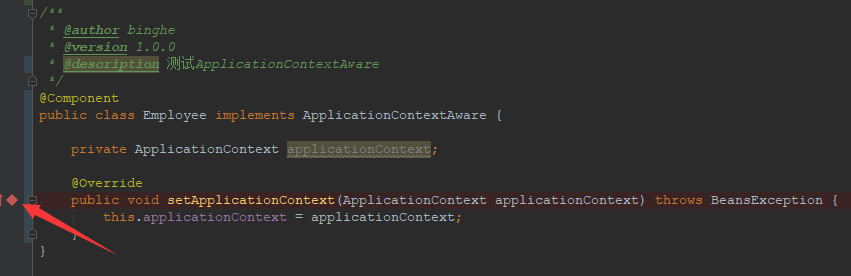 /**
 * @author binghe
 * @version 1.0.0
 * @description 测试ApplicationContextAware
 */
@Component
public class Employee implements ApplicationContextAware {
    private ApplicationContext applicationContext;
    @Override
    public void setApplicationContext(ApplicationContext applicationContext) throws BeansException {
        this.applicationContext = applicationContext;
    }
}